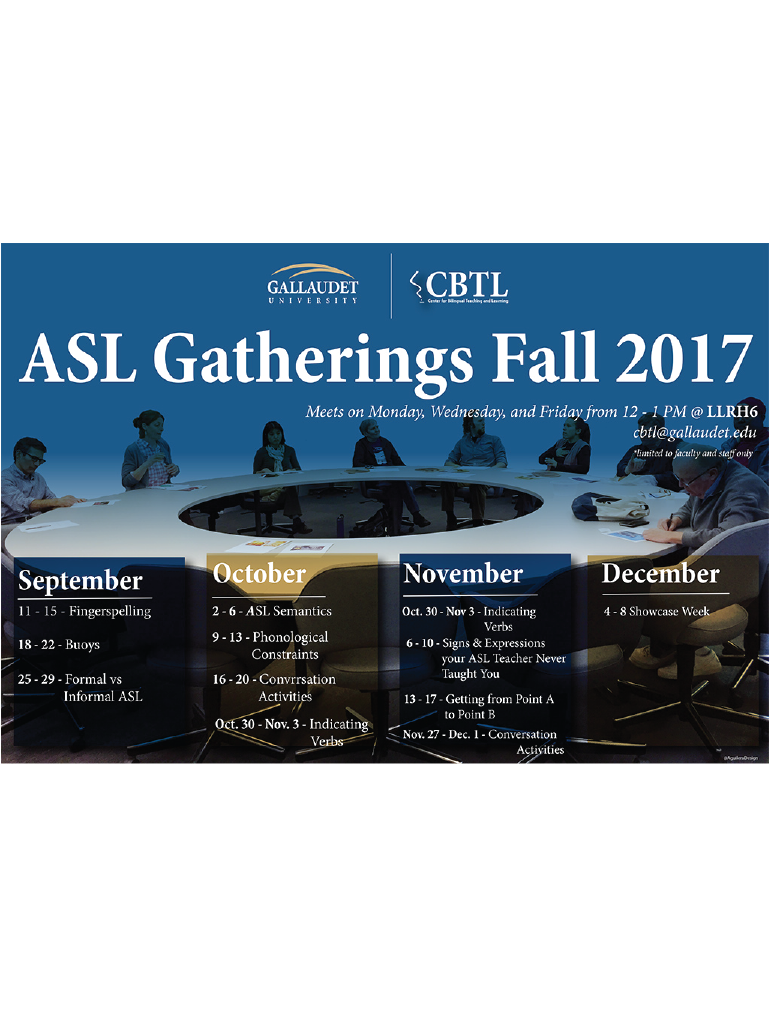 GALLAUDET
UNIVERSITY
CBTL
Center for Bilingual Teaching and Learning
ASL Gatherings Fall 2017
Meets on Monday, Wednesday, and Friday from 12 - 1 PM @ LLRH6
cbtl@gallaudet.edu
*limited to faculty and staff only
September
11 - 15 - Fingerspelling
18 - 22 - Buoys
25 - 29 - Formal vs
Informal ASL
October
2 - 6 - ASL Semantics
9 - 13 - Phonological
Constraints
16 - 20 - Convrrsation
Activities
Oct. 30 - Nov. 3 - Indicating
Verbs
November
Oct. 30 - Nov 3 - Indicating
Verbs
6 - 10 - Signs & Expressions
your ASL Teacher Never
Taught You
13 - 17 - Getting from Point A
to Point B
Nov. 27 - Dec. 1 - Conversation
Activities
December
4 - 8 Showcase Week